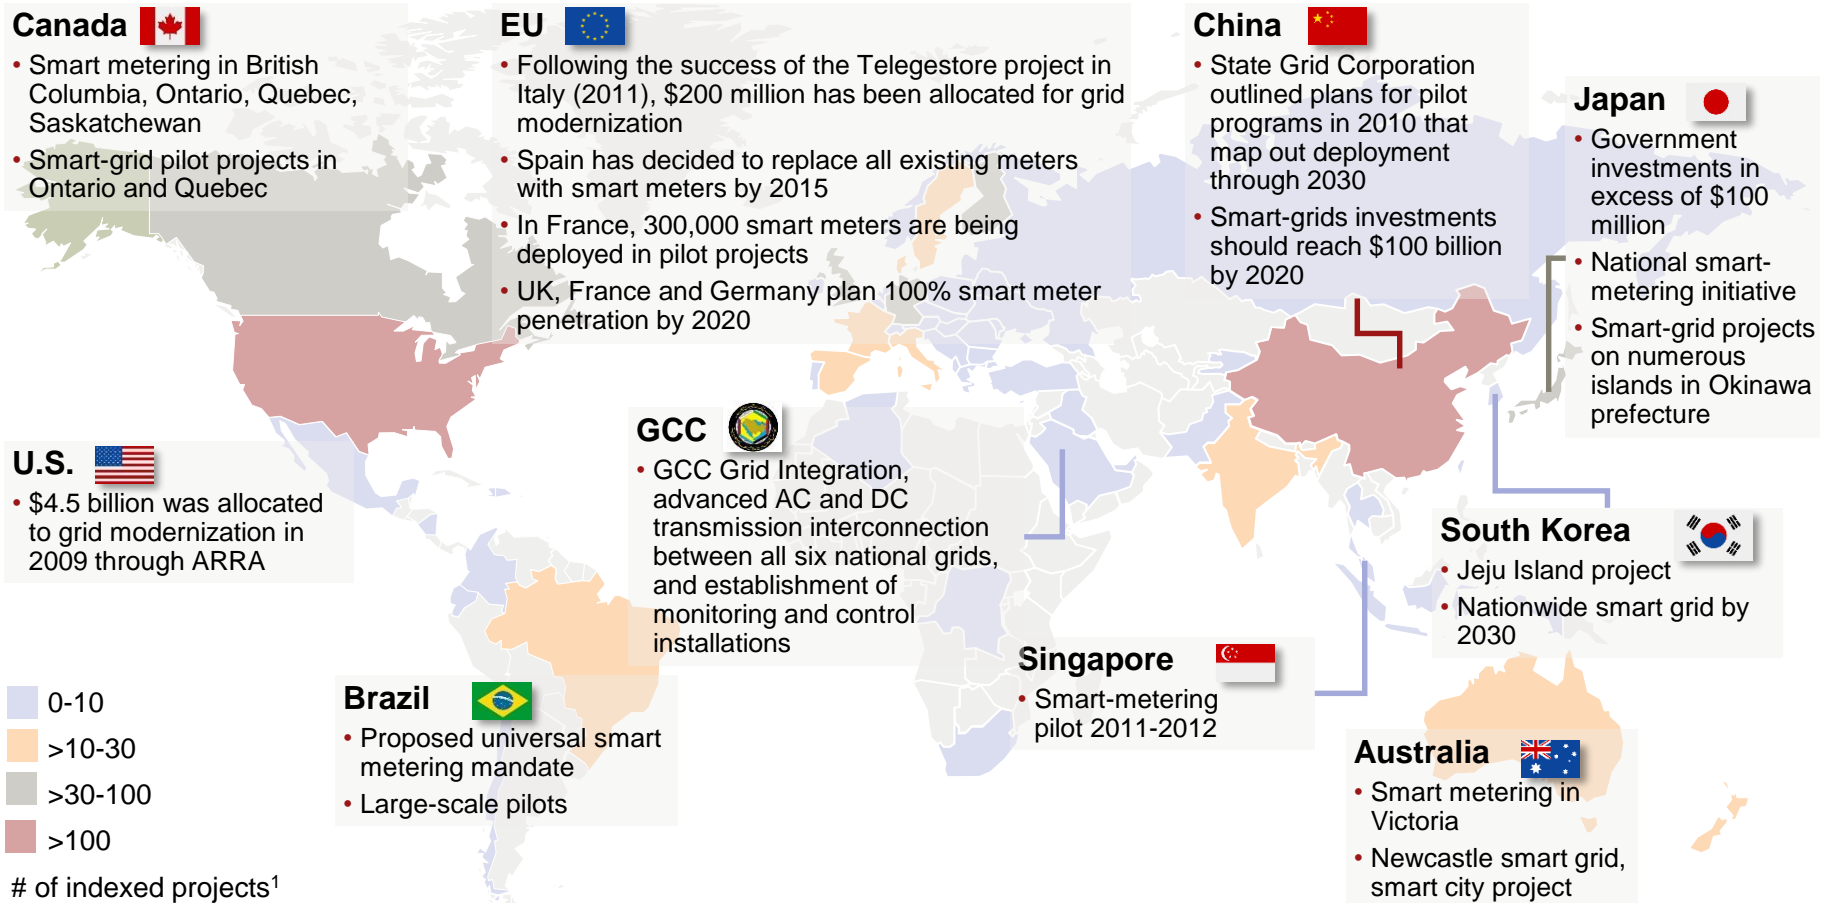 Canada
• Smart metering in British
Columbia, Ontario, Quebec,
Saskatchewan
• Smart-grid pilot projects in
Ontario and Quebec
EU
• Following the success of the Telegestore project in
Italy (2011), $200 million has been allocated for grid
modernization
• Spain has decided to replace all existing meters
with smart meters by 2015
• In France, 300,000 smart meters are being
deployed in pilot projects
• UK, France and Germany plan 100% smart meter
penetration by 2020
China
• State Grid Corporation
outlined plans for pilot
programs in 2010 that
map out deployment
through 2030
• Smart-grids investments
should reach $100 billion
by 2020
Japan
• Government
investments in
excess of $100
million
• National smart-
metering initiative
• Smart-grid projects
on numerous
islands in Okinawa
prefecture
U.S.
• $4.5 billion was allocated
to grid modernization in
2009 through ARRA
GCC
• GCC Grid Integration,
advanced AC and DC
transmission interconnection
between all six national grids,
and establishment of
monitoring and control
installations
South Korea
• Jeju Island project
• Nationwide smart grid by
2030
Singapore
• Smart-metering
pilot 2011-2012
Brazil
• Proposed universal smart
metering mandate
• Large-scale pilots
Australia
• Smart metering in
Victoria
• Newcastle smart grid,
smart city project
0-10
>10-30
>30-100
>100
# of indexed projects¹